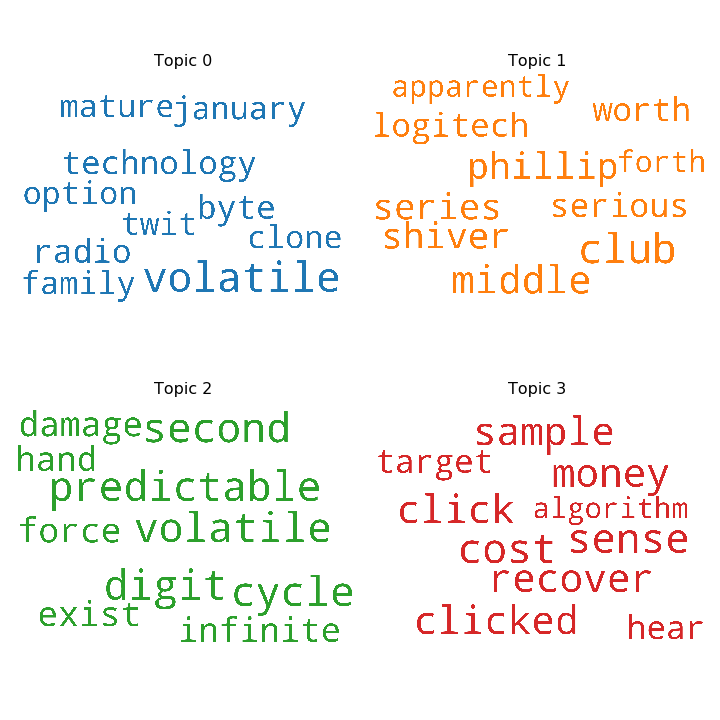 Topic 0
mature january
technology
option
byte
twit
clone
radio
family volatile
Topic 1
apparently
worth
logitech
phillip forth
series serious
shiver
club
middle
Topic 2
damage second
hand
predictable
force volatile
digit cycle
exist
infinite
Topic 3
sample
target
money
click algorithm
cost sense
recover
clicked
hear